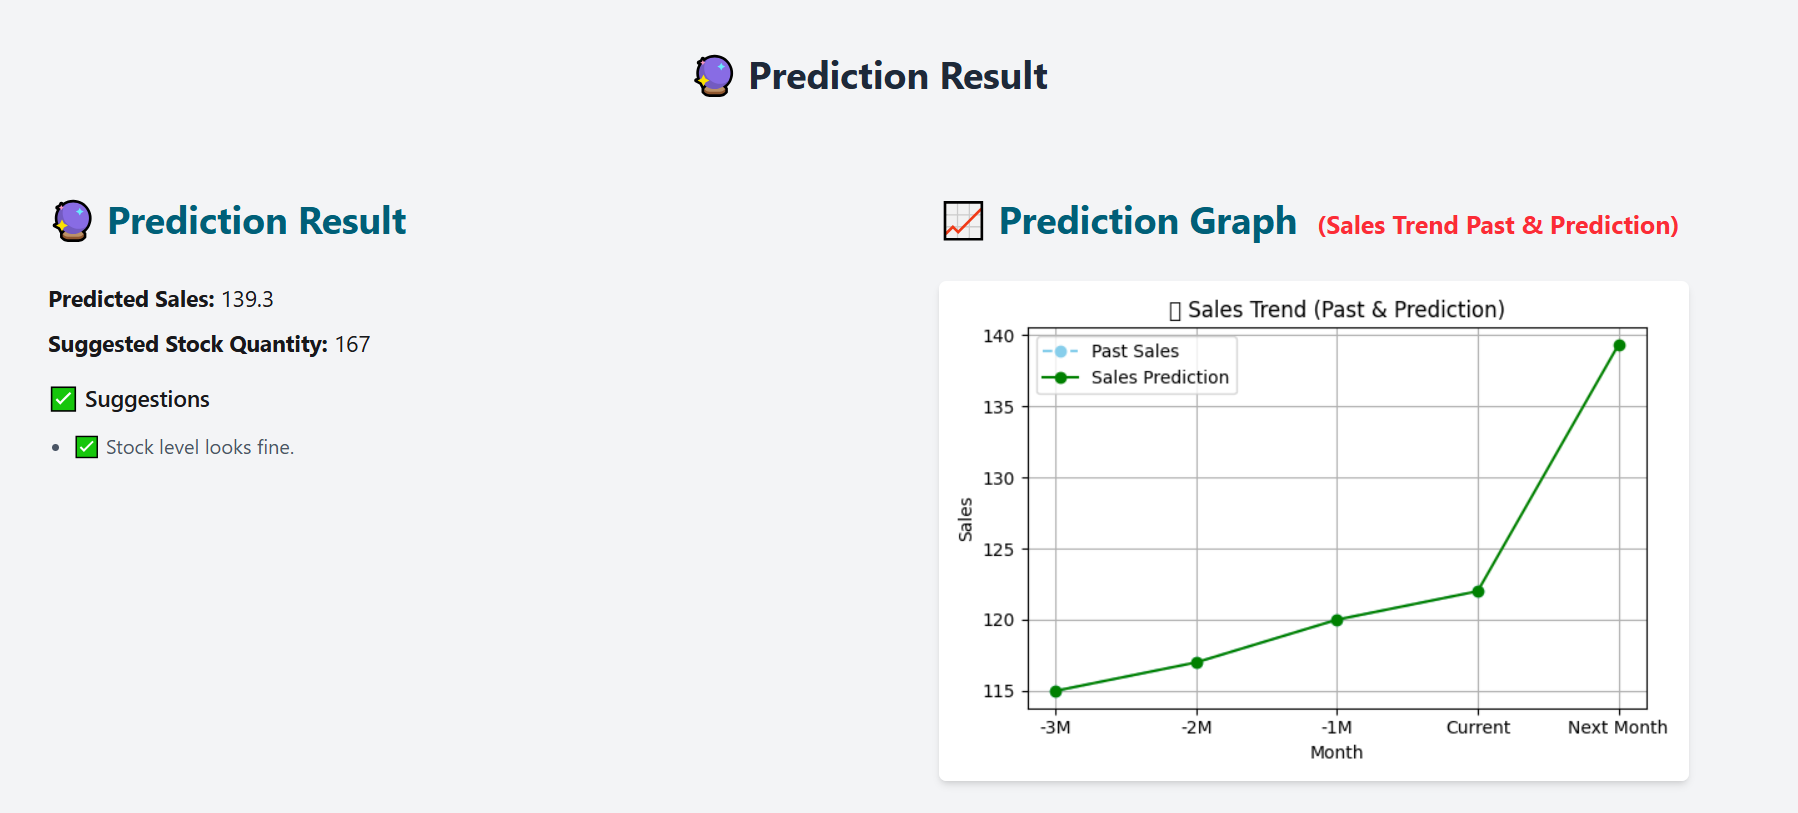 🔮 Prediction Result
🔮 Prediction Result
Predicted Sales: 139.3
Suggested Stock Quantity: 167
✅ Suggestions
• ✅ Stock level looks fine.
📈 Prediction Graph (Sales Trend Past & Prediction)
▯ Sales Trend (Past & Prediction)
Past Sales
Sales Prediction
140
135
130
125
120
115
Sales
-3M -2M -1M Current Next Month
Month